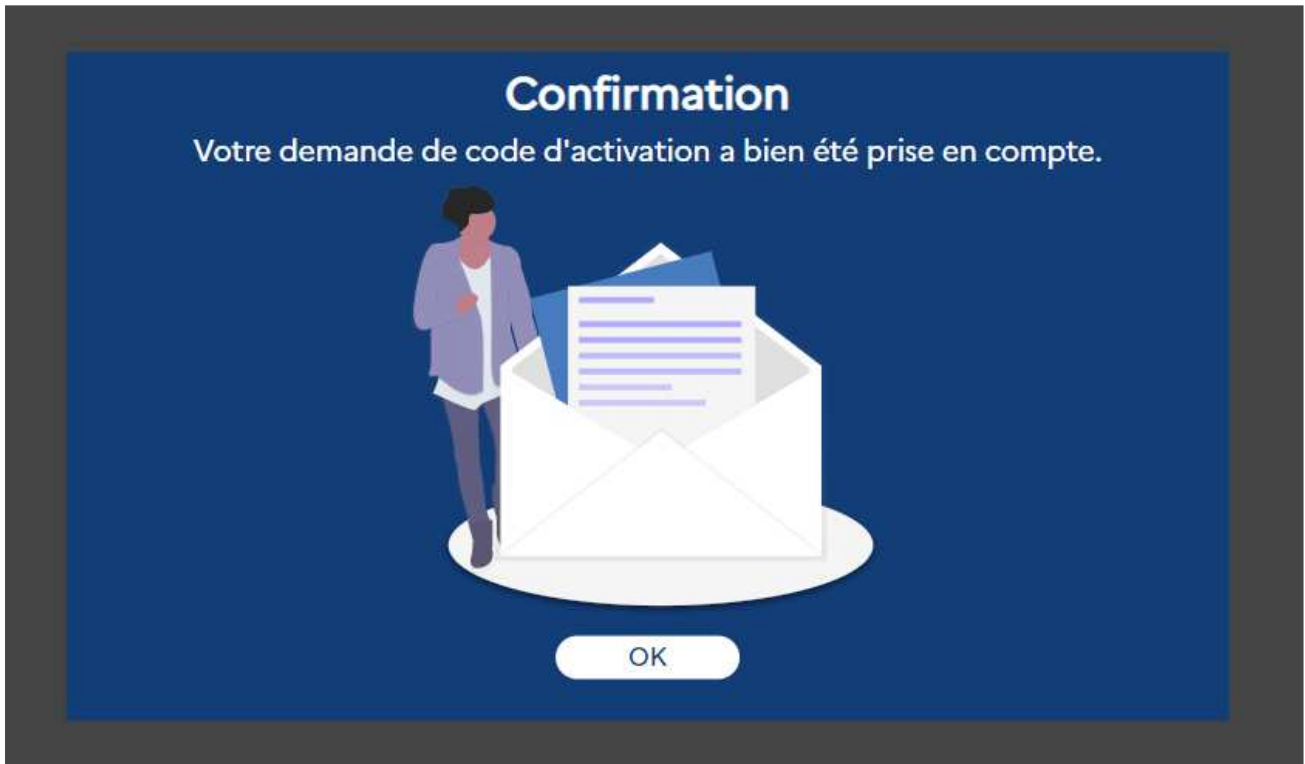 Confirmation
Votre demande de code d'activation a bien été prise en compte.
OK